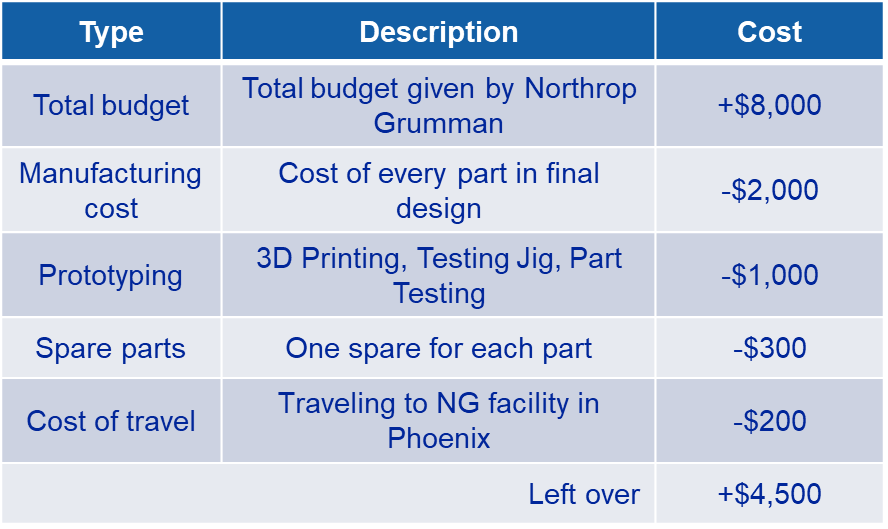 Type Description Cost
Total budget Total budget given by Northrop Grumman +$8,000
Manufacturing cost Cost of every part in final design -$2,000
Prototyping 3D Printing, Testing Jig, Part Testing -$1,000
Spare parts One spare for each part -$300
Cost of travel Traveling to NG facility in Phoenix -$200
Left over +$4,500